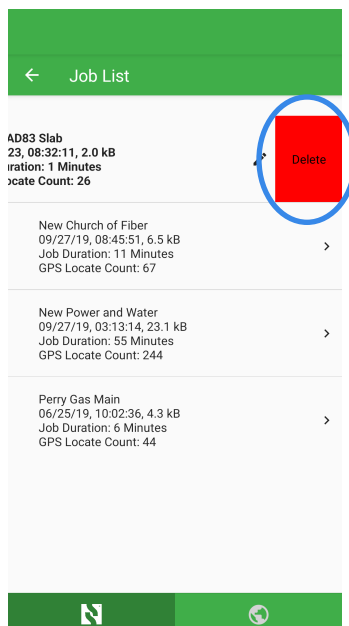 Job List
AD83 Slab
23, 08:32:11, 2.0 kB
uration: 1 Minutes
ocate Count: 26
Delete
New Church of Fiber
09/27/19, 08:45:51, 6.5 kB
Job Duration: 11 Minutes
GPS Locate Count: 67
New Power and Water
09/27/19, 03:13:14, 23.1 kB
Job Duration: 55 Minutes
GPS Locate Count: 244
Perry Gas Main
06/25/19, 10:02:36, 4.3 kB
Job Duration: 6 Minutes
GPS Locate Count: 44